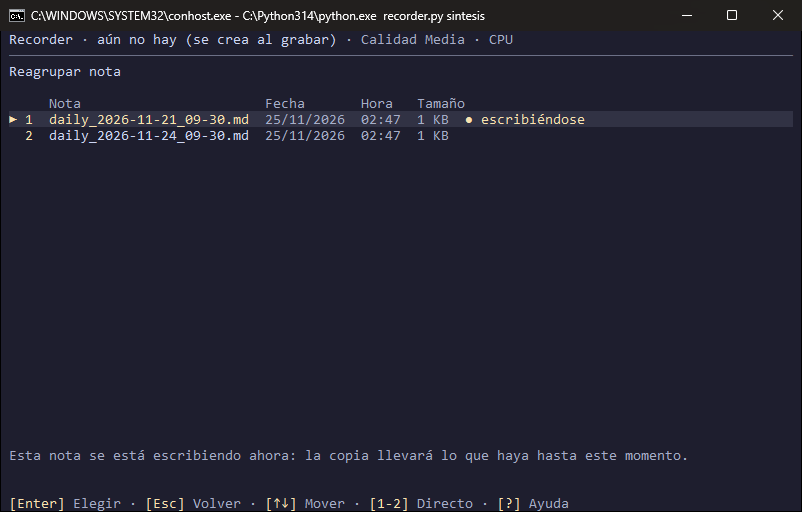 C:\WINDOWS\SYSTEM32\conhost.exe - C:\Python314\python.exe  recorder.py sintesis
Recorder · aún no hay (se crea al grabar) · Calidad Media · CPU
Reagrupar nota
Nota Fecha Hora Tamaño
► 1 daily_2026-11-21_09-30.md 25/11/2026 02:47 1 KB ● escribiéndose
2 daily_2026-11-24_09-30.md 25/11/2026 02:47 1 KB
Esta nota se está escribiendo ahora: la copia llevará lo que haya hasta este momento.
[Enter] Elegir · [Esc] Volver · [↑↓] Mover · [1-2] Directo · [?] Ayuda